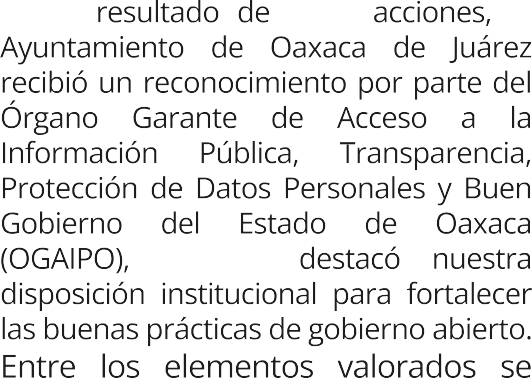 resultado de acciones,
Ayuntamiento de Oaxaca de Juárez
recibió un reconocimiento por parte del
Órgano Garante de Acceso a la
Información Pública, Transparencia,
Protección de Datos Personales y Buen
Gobierno del Estado de Oaxaca
(OGAIPO), destacó nuestra
disposición institucional para fortalecer
las buenas prácticas de gobierno abierto.
Entre los elementos valorados se